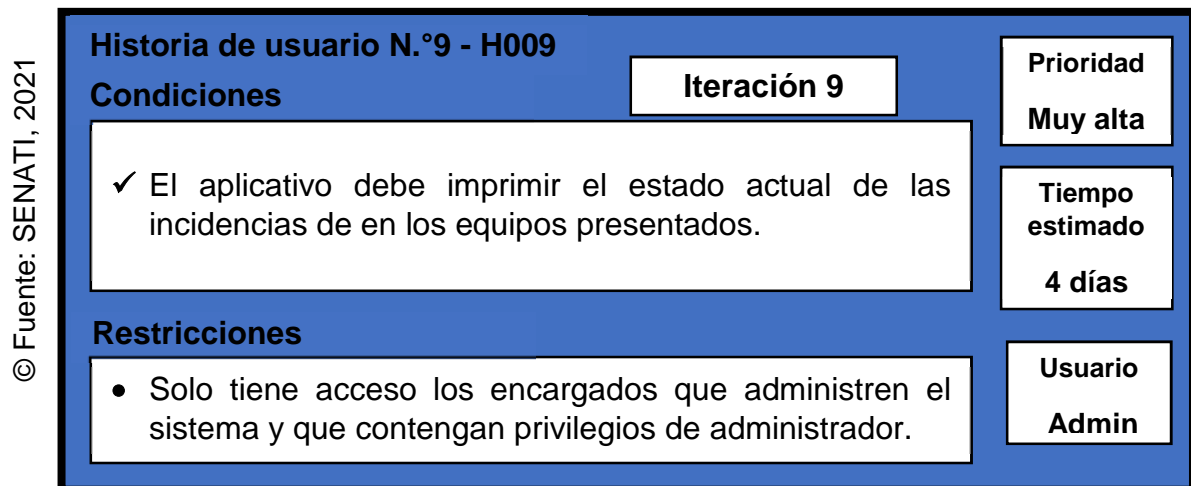 © Fuente: SENATI, 2021
Historia de usuario N.°9 - H009
Condiciones
Iteración 9
✓ El aplicativo debe imprimir el estado actual de las
incidencias de en los equipos presentados.
Restricciones
• Solo tiene acceso los encargados que administren el
sistema y que contengan privilegios de administrador.
Prioridad
Muy alta
Tiempo
estimado
4 días
Usuario
Admin